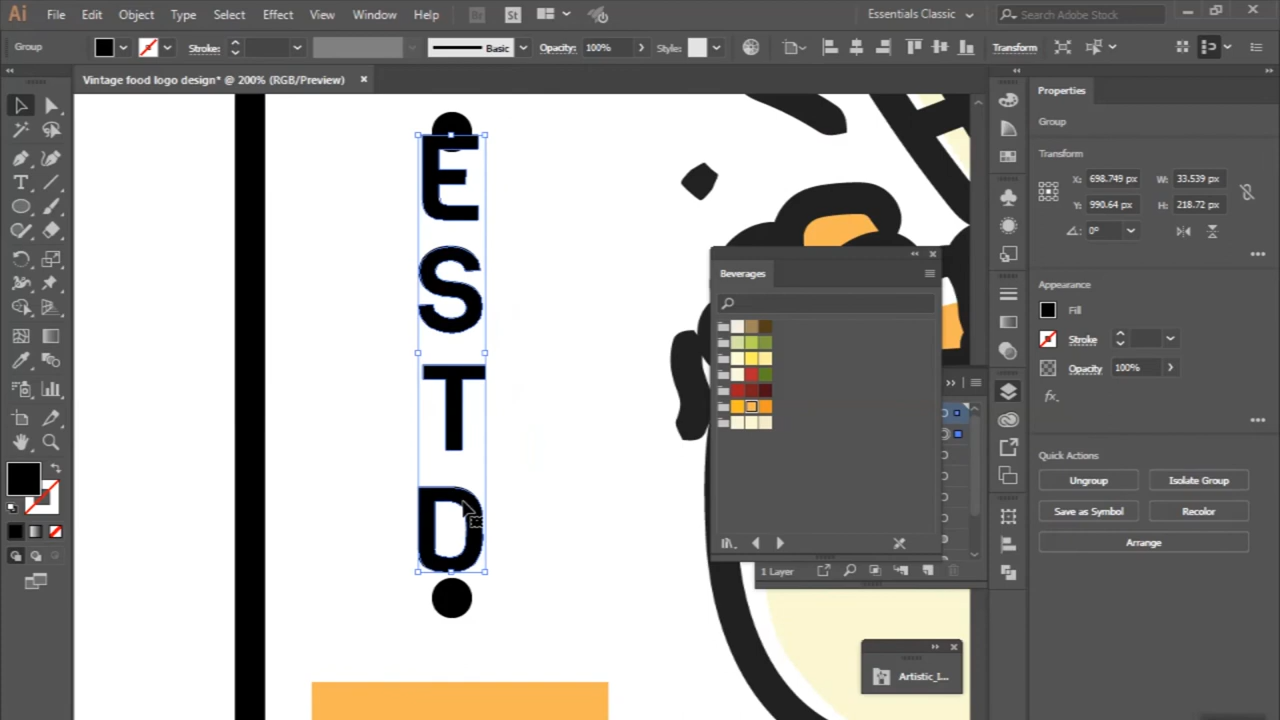 Ai File Edit Object Type Select Effect View Window Help Br St Essentials Classic Search Adobe Stock
Group Stroke: Basic Opacity: 100% Style: Transform
Vintage food logo design* @ 200% (RGB/Preview) ×
Properties
Group
Transform
X: 698.749 px W: 33.539 px
Y: 990.64 px H: 218.72 px
0°
Appearance
Fill
Stroke
Opacity 100%
fx.
Quick Actions
Ungroup Isolate Group
Save as Symbol Recolor
Arrange
Beverages
1 Layer
Artistic_I...
E
S
T
D